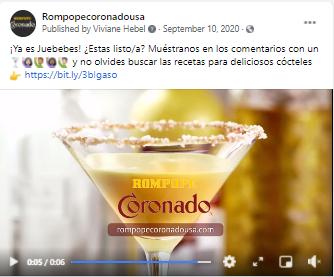 Rompopecoronadousa
Published by Viviane Hebel · September 10, 2020 ·
¡Ya es Juebebes! ¿Estas listo/a? Muéstranos en los comentarios con un
y no olvides buscar las recetas para deliciosos cócteles
https://bit.ly/3blgaso
ROMPOPE
Coronado
rompopecoronadousa.com
0:05 / 0:06